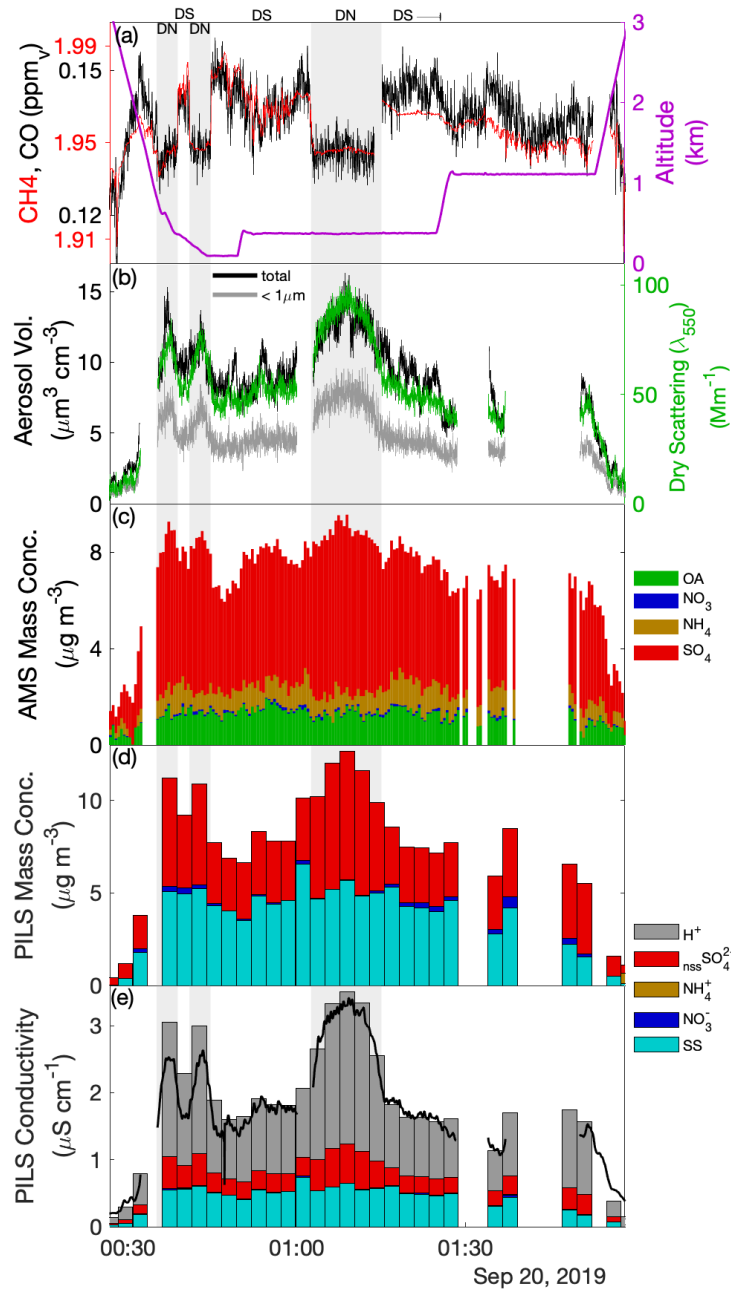 DS DS
DN DN DN
(a)
1.99
0.15
1.95
0.12
1.91
CH4, CO (ppmv)
3
2
1
0
Altitude
(km)
(b)
total
< 1μm
15
10
5
0
Aerosol Vol.
(μm³ cm⁻³)
100
50
0
Dry Scattering (λ₅₅₀)
(Mm⁻¹)
(c)
8
4
0
AMS Mass Conc.
(μg m⁻³)
OA
NO₃
NH₄
SO₄
(d)
10
5
0
PILS Mass Conc.
(μg m⁻³)
H⁺
nssSO₄²⁻
NH₄⁺
NO₃⁻
SS
(e)
3
2
1
0
PILS Conductivity
(μS cm⁻¹)
00:30 01:00 01:30
Sep 20, 2019